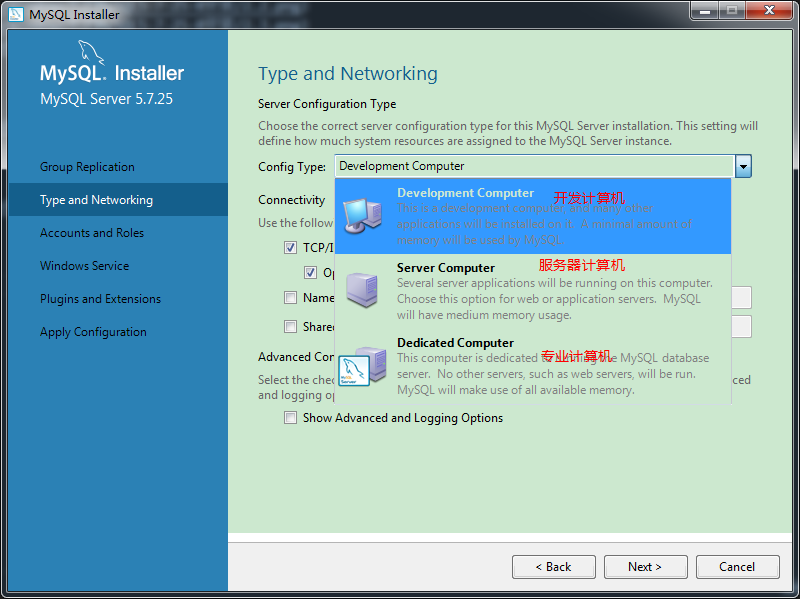 MySQL Installer
MySQL. Installer
MySQL Server 5.7.25
Group Replication
Type and Networking
Accounts and Roles
Windows Service
Plugins and Extensions
Apply Configuration
Type and Networking
Server Configuration Type
Choose the correct server configuration type for this MySQL Server installation. This setting will
define how much system resources are assigned to the MySQL Server instance.
Config Type: Development Computer
Development Computer 开发计算机
This is a development computer, and many other
applications will be installed on it. A minimal amount of
memory will be used by MySQL.
Server Computer 服务器计算机
Several server applications will be running on this computer.
Choose this option for web or application servers. MySQL
will have medium memory usage.
Dedicated Computer
专业计算机
This computer is dedicated to running the MySQL database
server. No other servers, such as web servers, will be run.
MySQL will make use of all available memory.
Connectivity
Use the follow
TCP/I
Op
Name
Share
Advanced Con
Select the chec
ced
and logging op
Show Advanced and Logging Options
< Back
Next >
Cancel